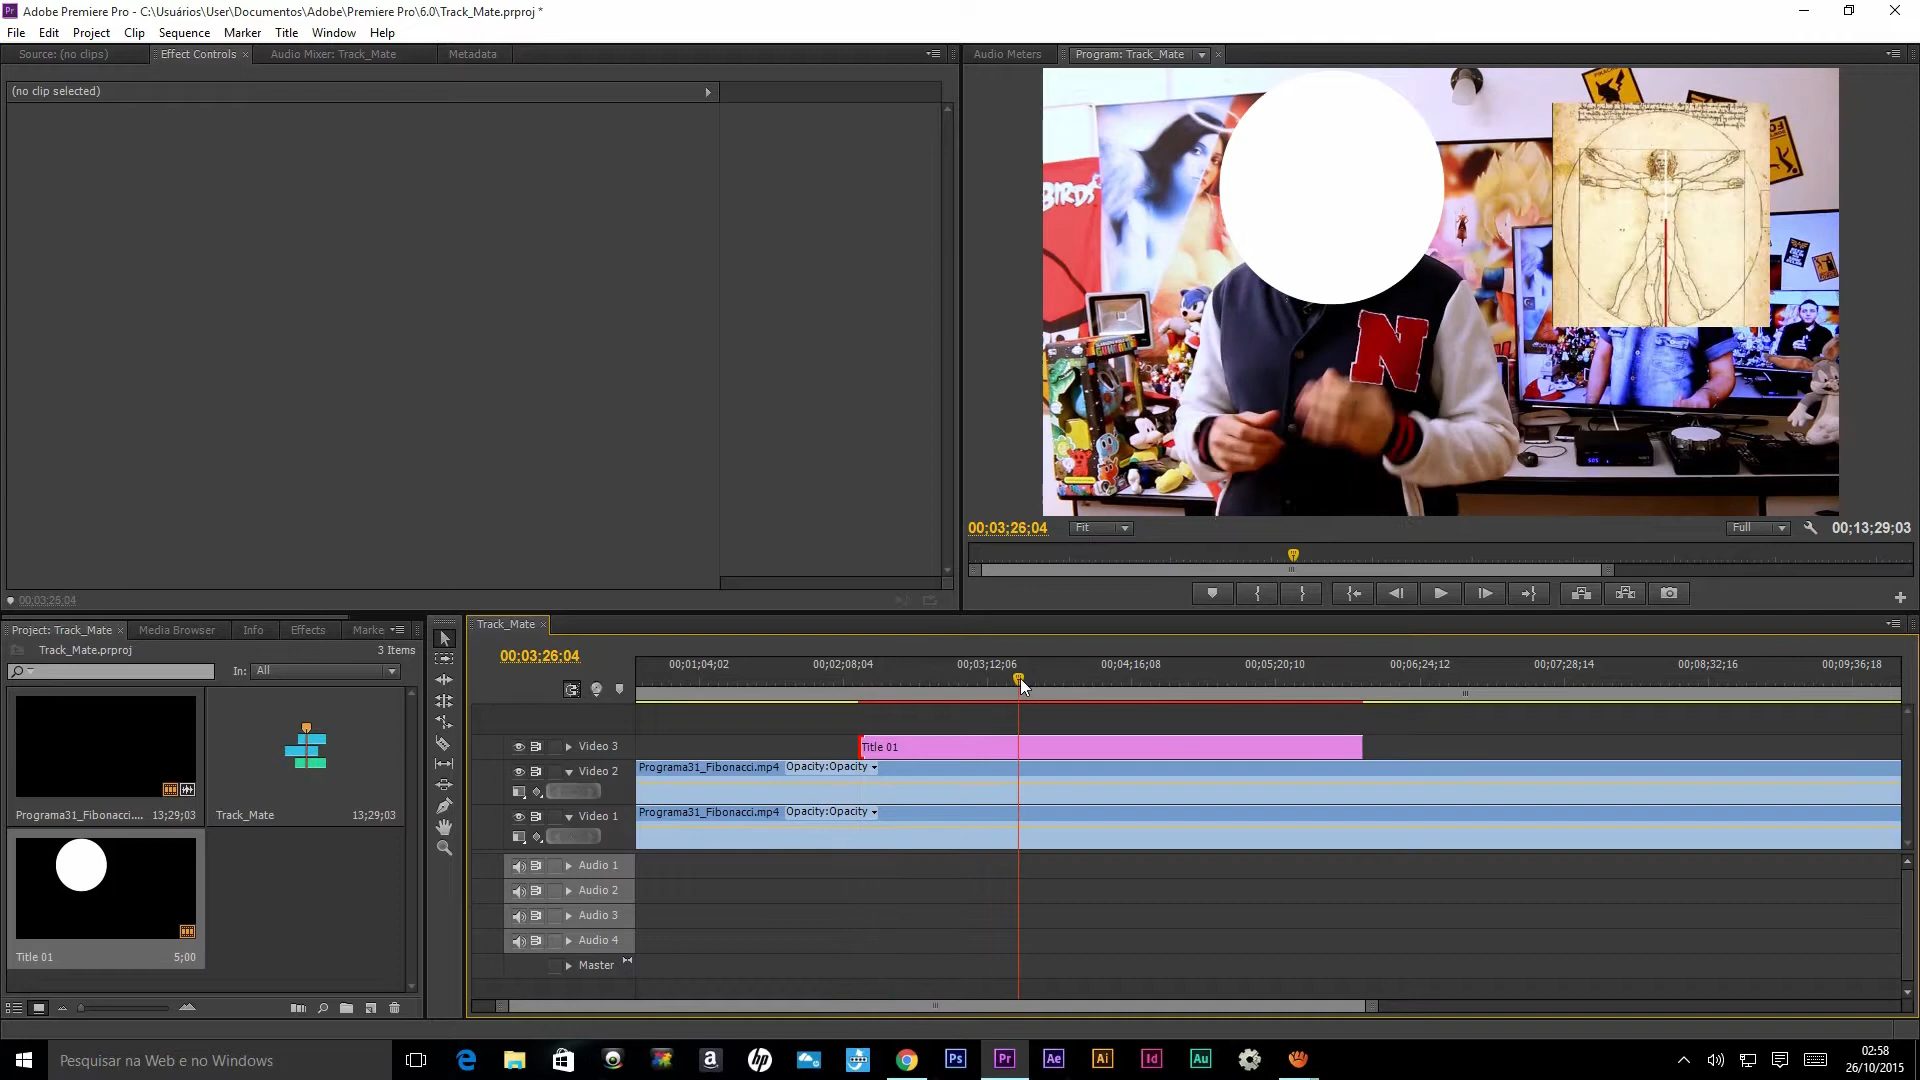 Adobe Premiere Pro - C:\Usuários\User\Documentos\Adobe\Premiere Pro\6.0\Track_Mate.prproj *
File Edit Project Clip Sequence Marker Title Window Help
Source: (no clips) Effect Controls × Audio Mixer: Track_Mate Metadata
Audio Meters Program: Track_Mate ×
(no clip selected)
BIRDS
N
00;03;26;04 Fit Full 00;13;29;03
00;03;26;04
Project: Track_Mate × Media Browser Info Effects Marke
Track_Mate × 
Track_Mate.prproj 3 Items
In: All
00;03;26;04
00;01;04;02 00;02;08;04 00;03;12;06 00;04;16;08 00;05;20;10 00;06;24;12 00;07;28;14 00;08;32;16 00;09;36;18
Video 3 Title 01
Video 2 Programa31_Fibonacci.mp4 Opacity:Opacity
Video 1 Programa31_Fibonacci.mp4 Opacity:Opacity
Programa31_Fibonacci.... 13;29;03
Track_Mate 13;29;03
Audio 1
Audio 2
Audio 3
Audio 4
Master
Title 01 5;00
Pesquisar na Web e no Windows
Ps Pr Ae Ai Id Au
02:58
26/10/2015